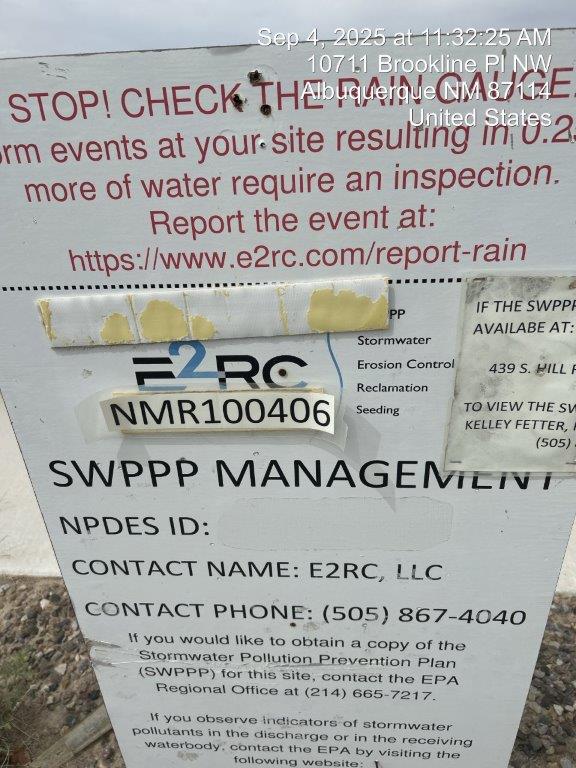 Sep 4, 2025 at 11:32:25 AM
10711 Brookline Pl NW
Albuquerque NM 87114
United States
STOP! CHECK THE RAIN GAUGE
rm events at your site resulting in 0.2
more of water require an inspection.
Report the event at:
https://www.e2rc.com/report-rain
PP
Stormwater
Erosion Control
Reclamation
Seeding
E2RC
NMR100406
IF THE SWPPP
AVAILABE AT:
439 S. HILL
TO VIEW THE SW
KELLEY FETTER,
(505)
SWPPP MANAGEMENT
NPDES ID:
CONTACT NAME: E2RC, LLC
CONTACT PHONE: (505) 867-4040
If you would like to obtain a copy of the
Stormwater Pollution Prevention Plan
(SWPPP) for this site, contact the EPA
Regional Office at (214) 665-7217.
If you observe indicators of stormwater
pollutants in the discharge or in the receiving
waterbody, contact the EPA by visiting the
following website: